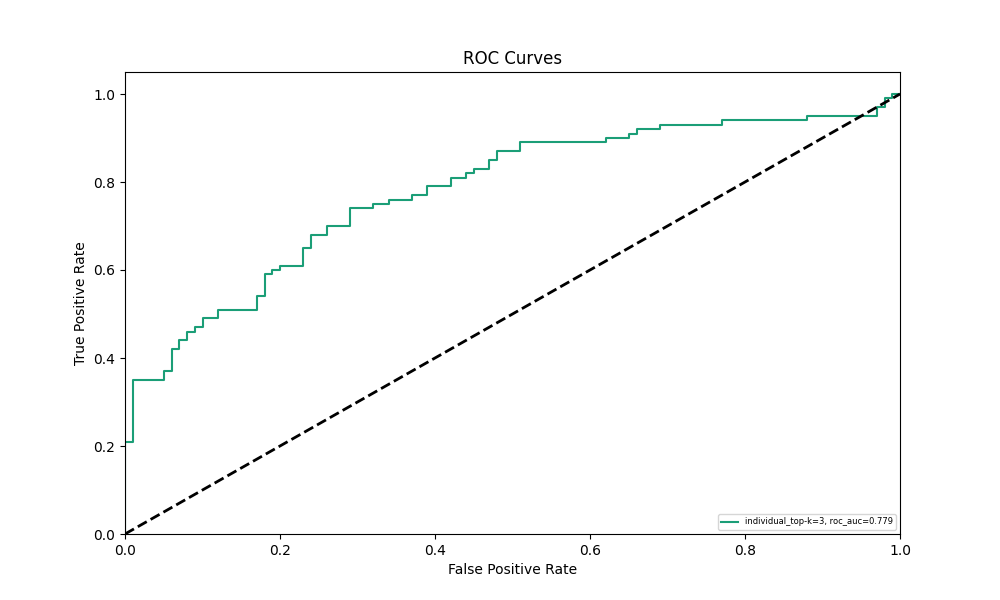 ROC Curves
True Positive Rate
1.0
0.8
0.6
0.4
0.2
0.0
individual_top-k=3, roc_auc=0.779
0.0 0.2 0.4 0.6 0.8 1.0
False Positive Rate